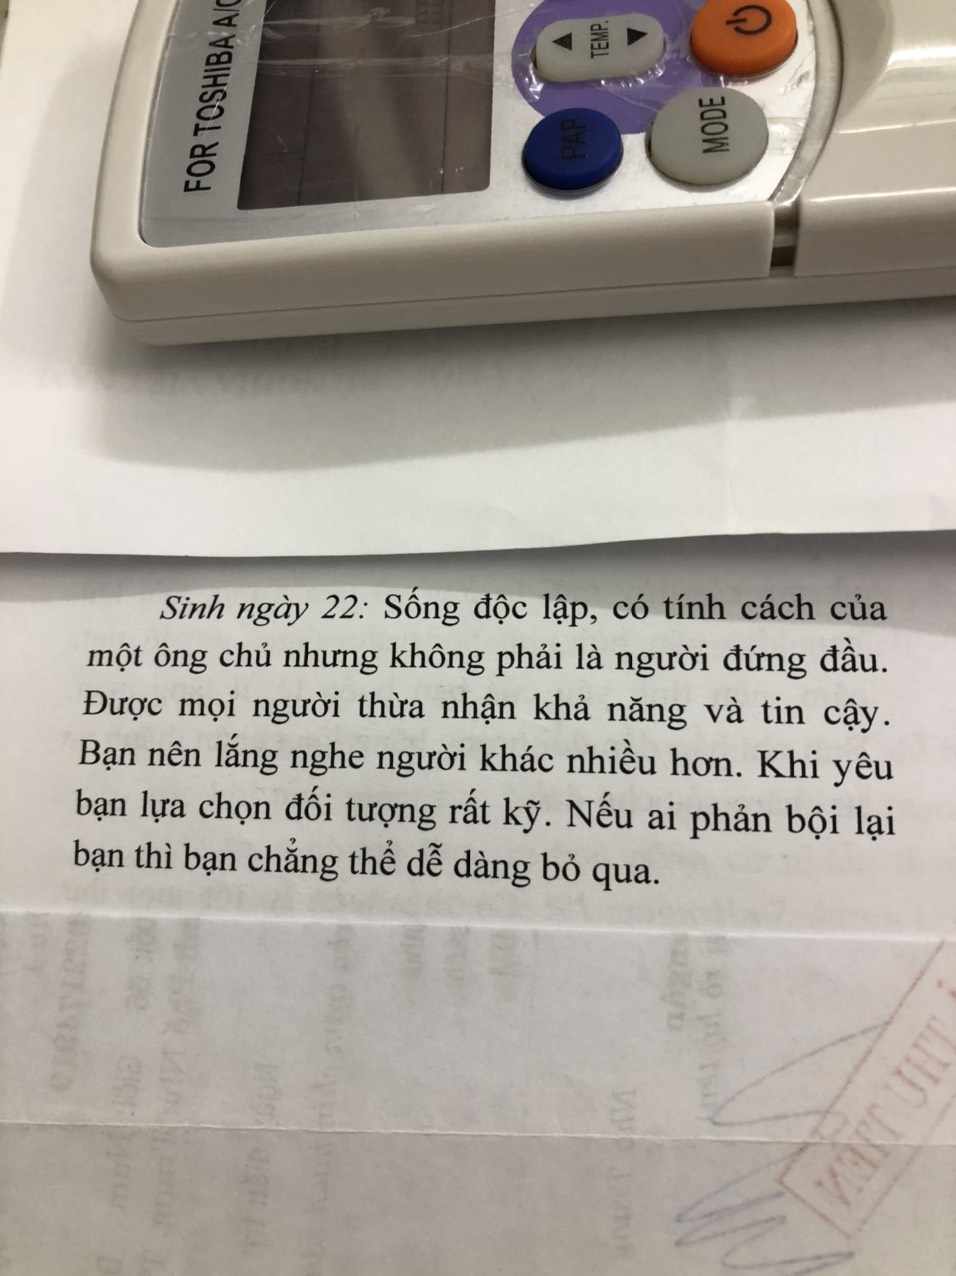 FOR TOSHIBA A/C
TEMP.
PAP
MODE
Sinh ngày 22: Sống độc lập, có tính cách của
một ông chủ nhưng không phải là người đứng đầu.
Được mọi người thừa nhận khả năng và tin cậy.
Bạn nên lắng nghe người khác nhiều hơn. Khi yêu
bạn lựa chọn đối tượng rất kỹ. Nếu ai phản bội lại
bạn thì bạn chẳng thể dễ dàng bỏ qua.
THU TIỀN